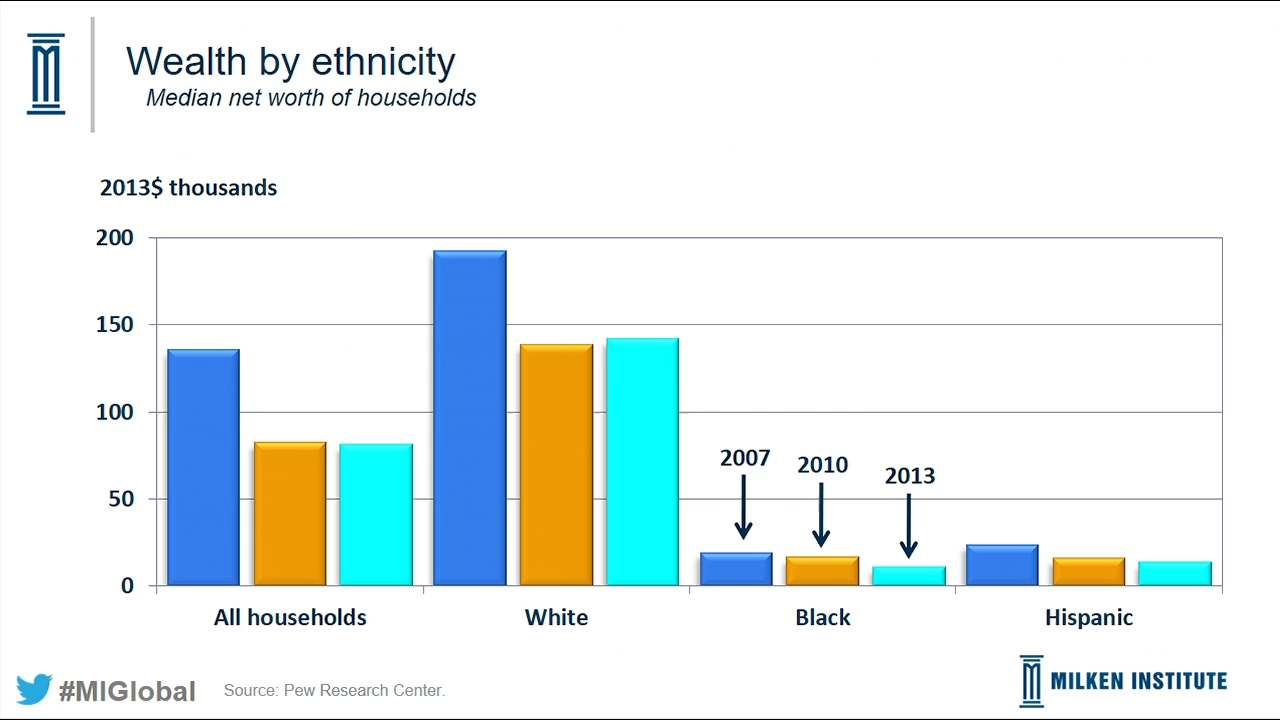 Wealth by ethnicity
Median net worth of households
2013$ thousands
200
150
100
50
0
2007
2010
2013
All households
White
Black
Hispanic
#MIGlobal
Source: Pew Research Center.
MILKEN INSTITUTE